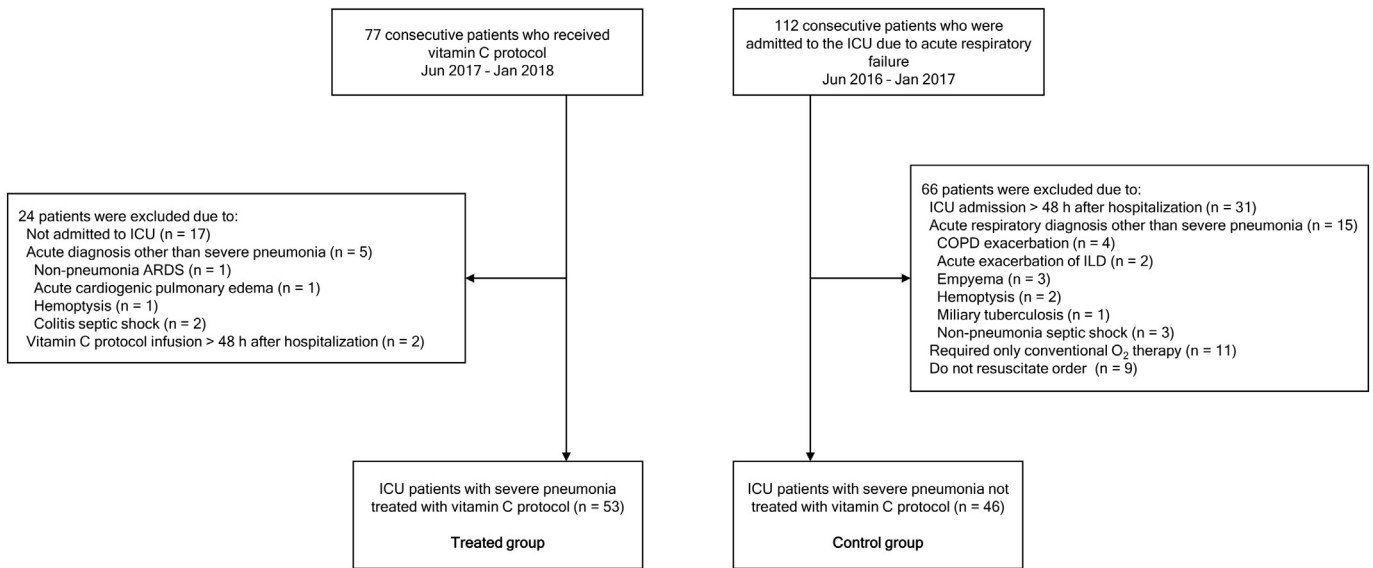 77 consecutive patients who received
vitamin C protocol
Jun 2017 - Jan 2018
112 consecutive patients who were
admitted to the ICU due to acute respiratory
failure
Jun 2016 - Jan 2017
24 patients were excluded due to:
Not admitted to ICU (n = 17)
Acute diagnosis other than severe pneumonia (n = 5)
Non-pneumonia ARDS (n = 1)
Acute cardiogenic pulmonary edema (n = 1)
Hemoptysis (n = 1)
Colitis septic shock (n = 2)
Vitamin C protocol infusion > 48 h after hospitalization (n = 2)
66 patients were excluded due to:
ICU admission > 48 h after hospitalization (n = 31)
Acute respiratory diagnosis other than severe pneumonia (n = 15)
COPD exacerbation (n = 4)
Acute exacerbation of ILD (n = 2)
Empyema (n = 3)
Hemoptysis (n = 2)
Miliary tuberculosis (n = 1)
Non-pneumonia septic shock (n = 3)
Required only conventional O₂ therapy (n = 11)
Do not resuscitate order (n = 9)
ICU patients with severe pneumonia
treated with vitamin C protocol (n = 53)
Treated group
ICU patients with severe pneumonia not
treated with vitamin C protocol (n = 46)
Control group